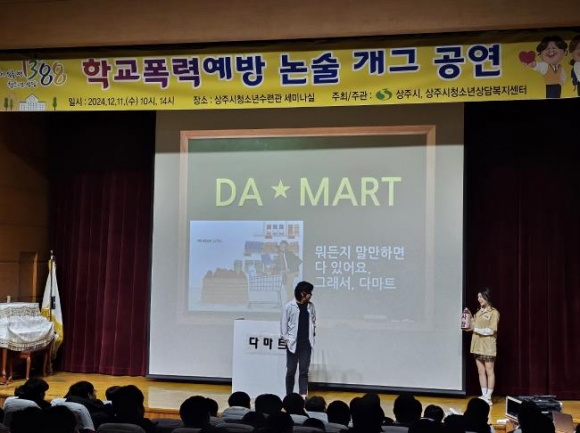 1388
학교폭력예방 논술 개그 공연
일시 : 2024.12.11.(수) 10시, 14시 장소 : 상주시청소년수련관 세미나실 주최/주관 : 상주시, 상주시청소년상담복지센터
DA ★ MART
뭐든지 말만하면
다 있어요.
그래서, 다마트
다마트